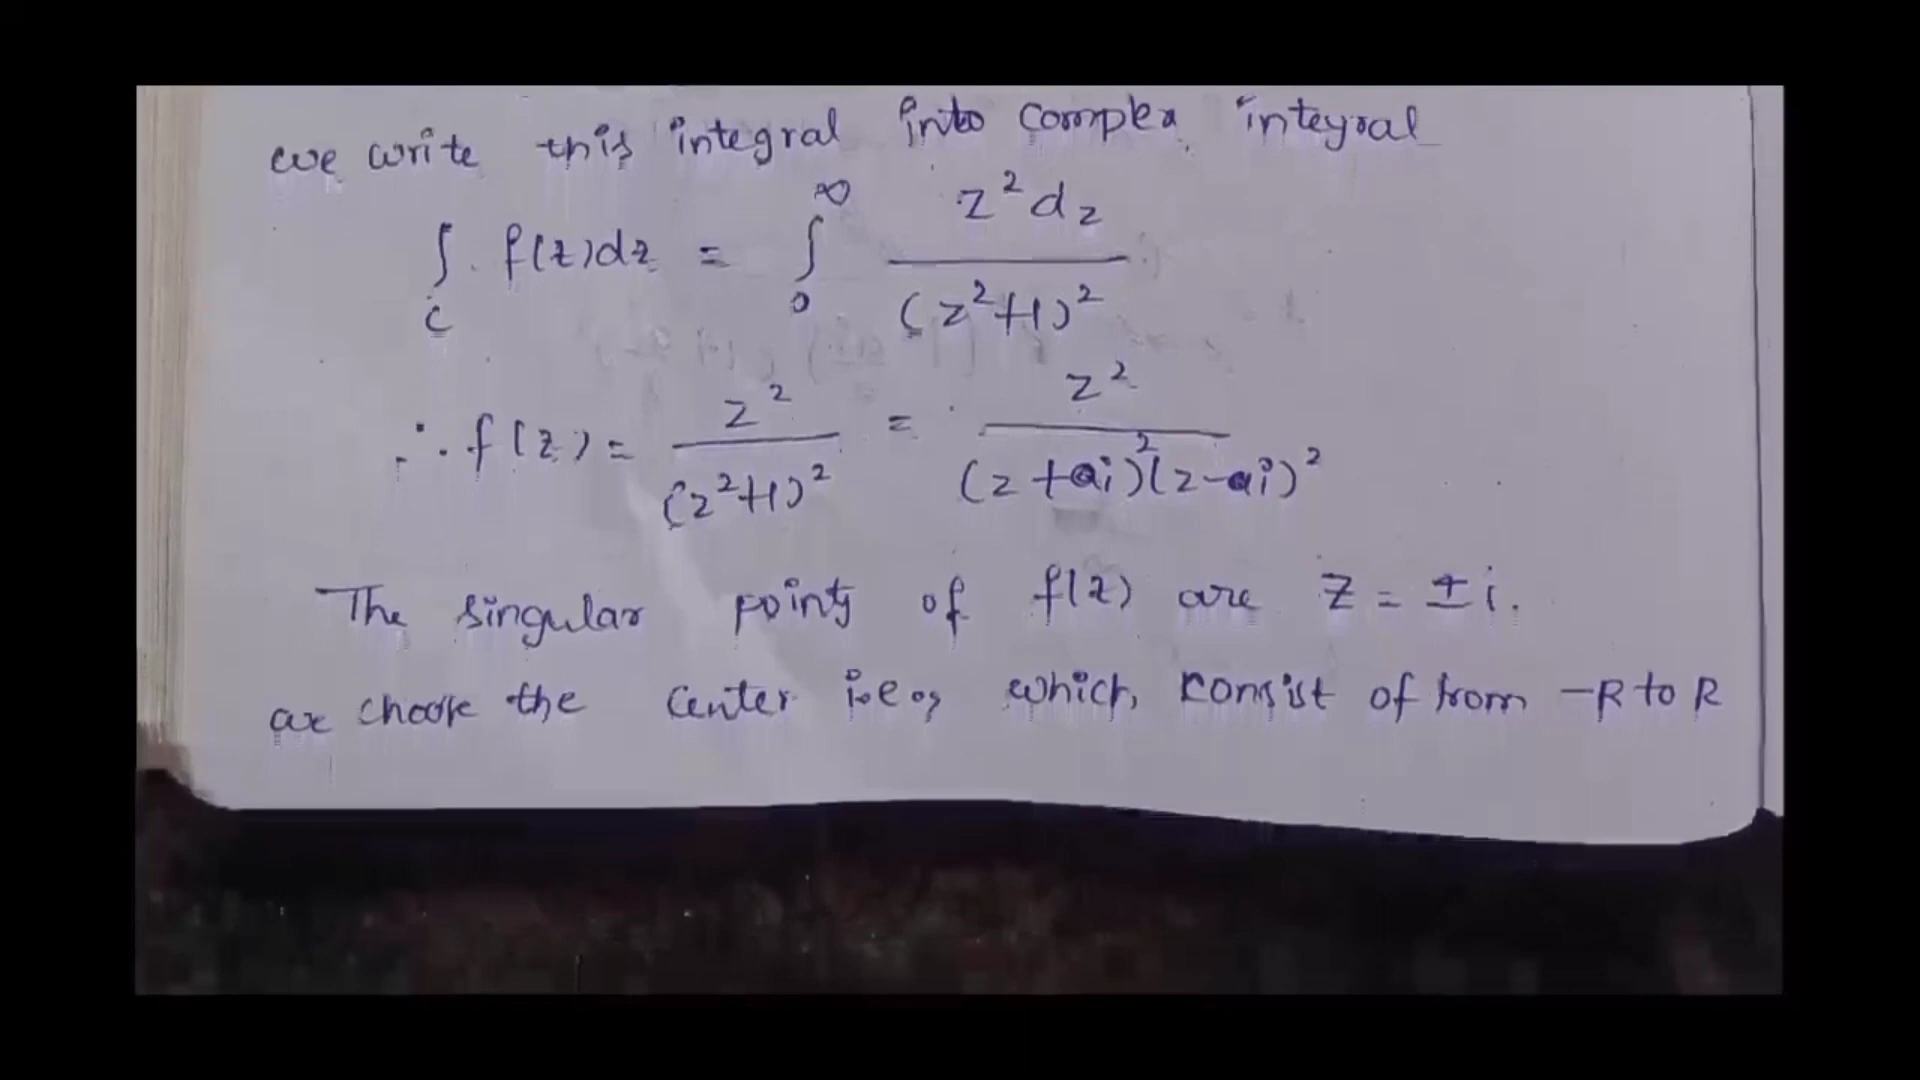 we write this integral into complex integral
∫_C f(z)dz = ∫_0^∞ z²dz / (z²+1)²
∴ f(z) = z² / (z²+1)² = z² / (z+ai)²(z-ai)²
The singular points of f(z) are z = ±i.
we choose the center i.e., which consist of from -R to R